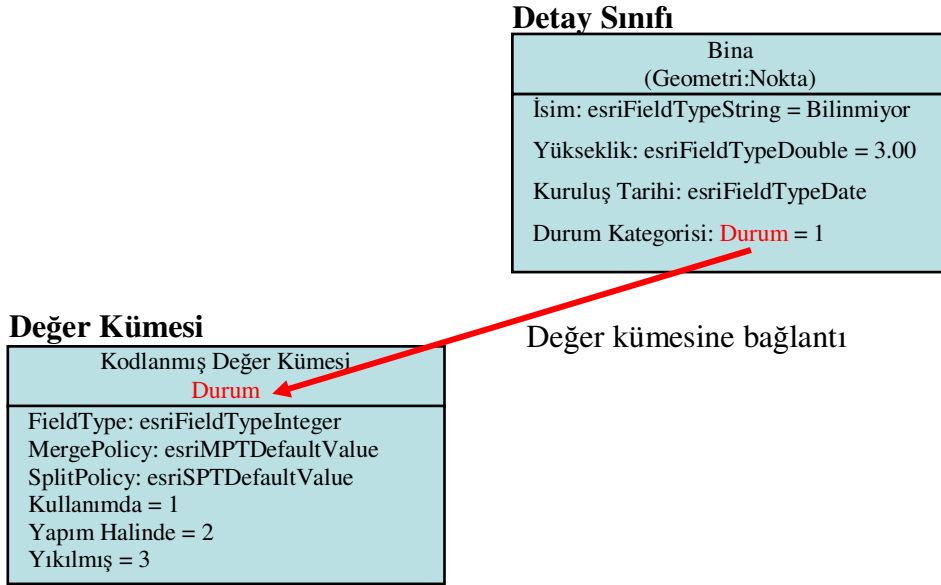 Detay Sınıfı
Bina
(Geometri:Nokta)
İsim: esriFieldTypeString = Bilinmiyor
Yükseklik: esriFieldTypeDouble = 3.00
Kuruluş Tarihi: esriFieldTypeDate
Durum Kategorisi: Durum = 1
Değer kümesine bağlantı
Değer Kümesi
Kodlanmış Değer Kümesi
Durum
FieldType: esriFieldTypeInteger
MergePolicy: esriMPTDefaultValue
SplitPolicy: esriSPTDefaultValue
Kullanımda = 1
Yapım Halinde = 2
Yıkılmış = 3